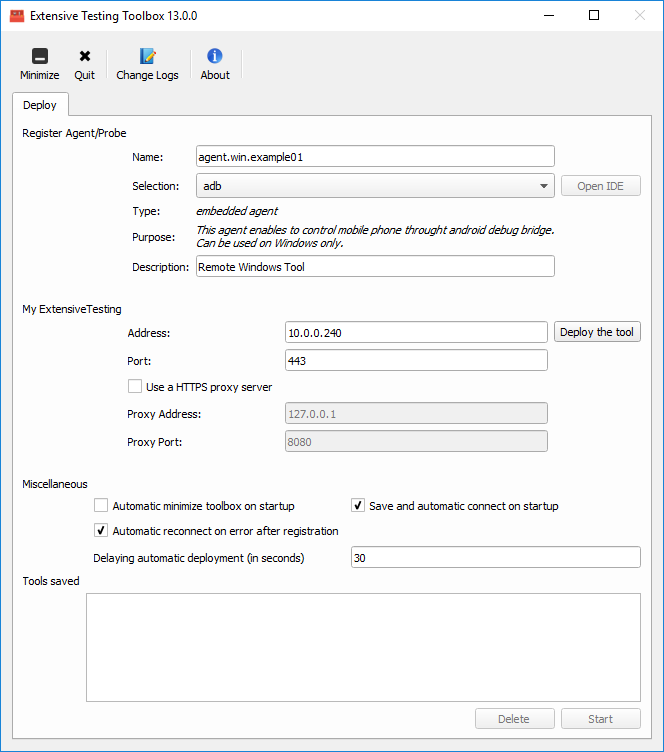 Extensive Testing Toolbox 13.0.0
Minimize Quit Change Logs About
Deploy
Register Agent/Probe
Name: agent.win.example01
Selection: adb Open IDE
Type: embedded agent
Purpose: This agent enables to control mobile phone throught android debug bridge.
Can be used on Windows only.
Description: Remote Windows Tool
My ExtensiveTesting
Address: 10.0.0.240 Deploy the tool
Port: 443
Use a HTTPS proxy server
Proxy Address: 127.0.0.1
Proxy Port: 8080
Miscellaneous
Automatic minimize toolbox on startup Save and automatic connect on startup
Automatic reconnect on error after registration
Delaying automatic deployment (in seconds) 30
Tools saved
Delete Start